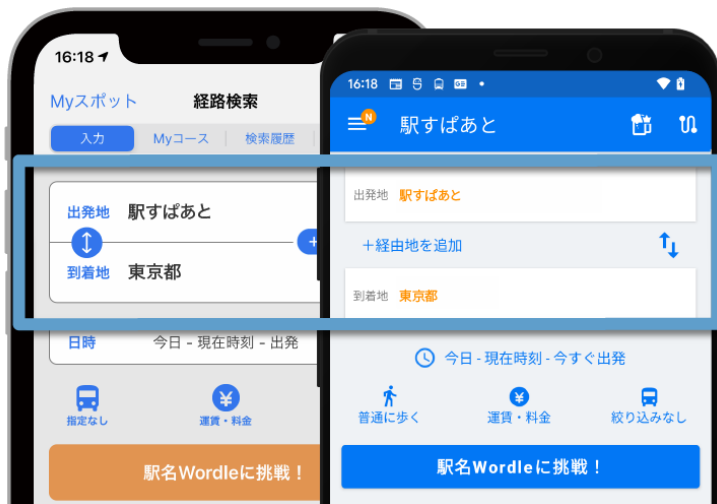 16:18
Myスポット
経路検索
入力
Myコース
検索履歴
出発地 駅すぱあと
到着地 東京都
日時 今日 - 現在時刻 - 出発
指定なし
運賃・料金
駅名Wordleに挑戦！
16:18
N
駅すぱあと
出発地 駅すぱあと
＋経由地を追加
到着地 東京都
今日 - 現在時刻 - 今すぐ出発
普通に歩く
運賃・料金
絞り込みなし
駅名Wordleに挑戦！